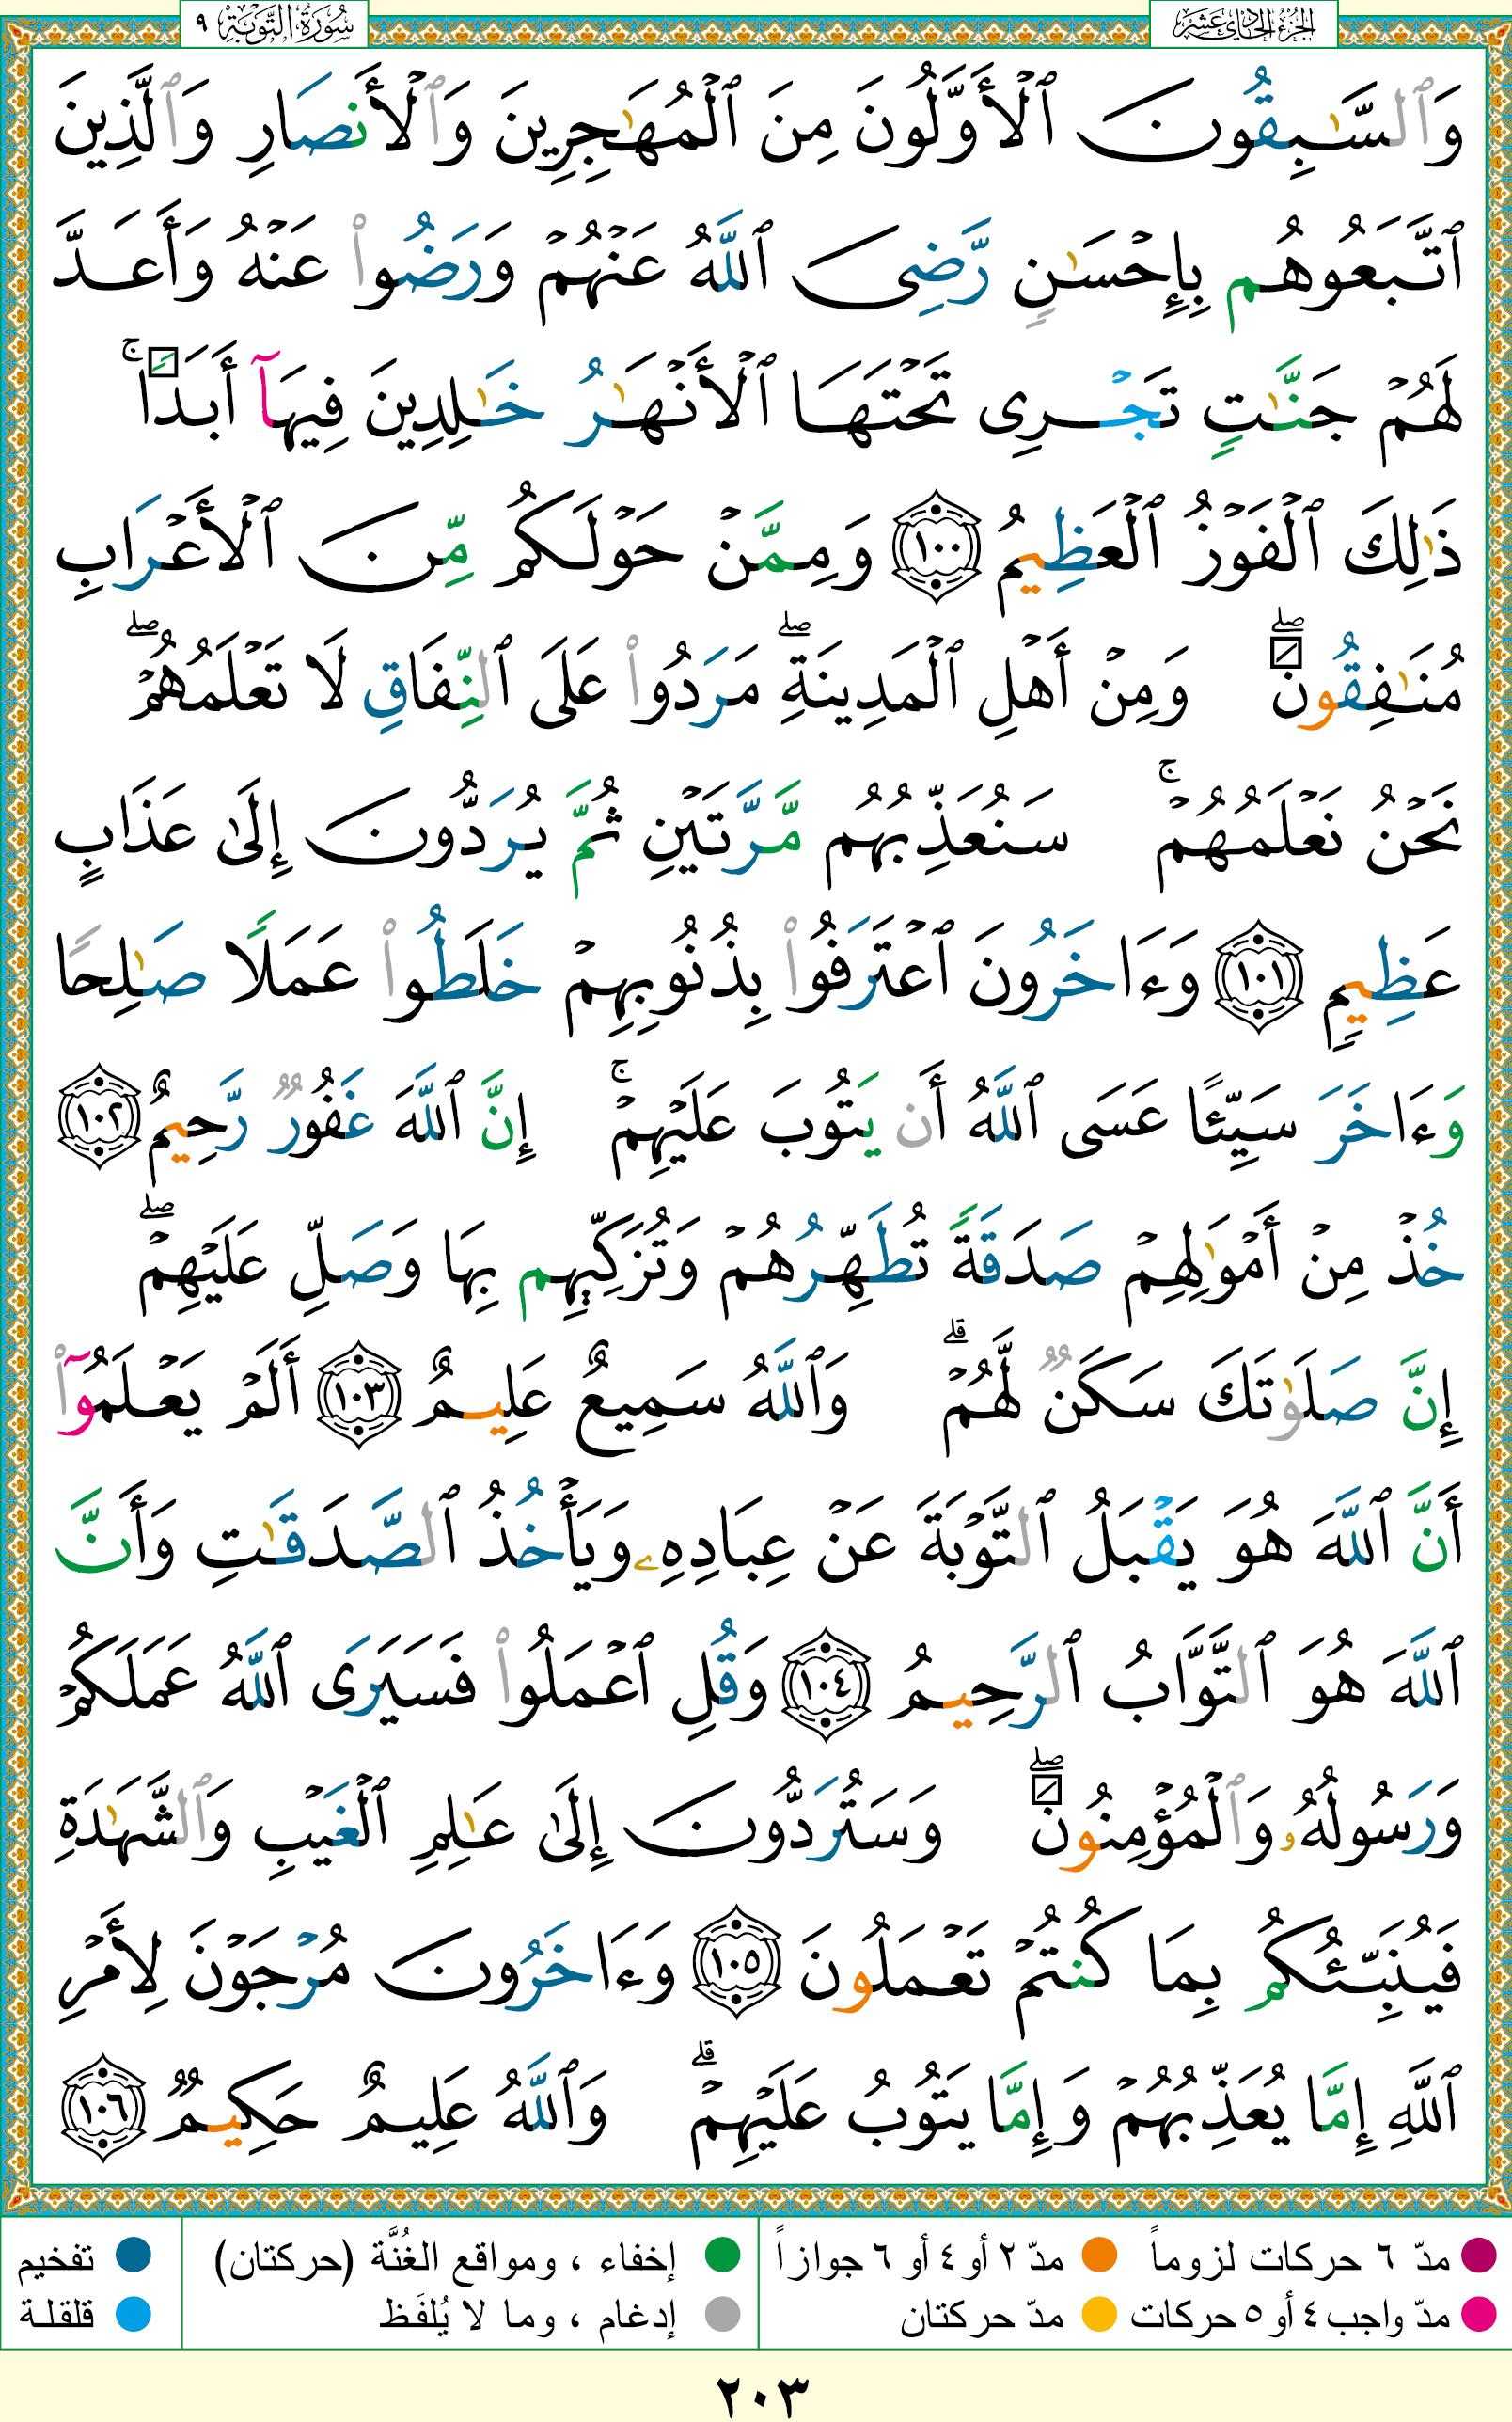 الجزء الحادي عشر
سورة التوبة ٩
وَٱلسَّـٰبِقُونَ ٱلْأَوَّلُونَ مِنَ ٱلْمُهَـٰجِرِينَ وَٱلْأَنصَارِ وَٱلَّذِينَ
ٱتَّبَعُوهُم بِإِحْسَـٰنٍ رَّضِىَ ٱللَّهُ عَنْهُمْ وَرَضُوا۟ عَنْهُ وَأَعَدَّ
لَهُمْ جَنَّـٰتٍ تَجْرِى تَحْتَهَا ٱلْأَنْهَـٰرُ خَـٰلِدِينَ فِيهَآ أَبَدًا ۚ
ذَٰلِكَ ٱلْفَوْزُ ٱلْعَظِيمُ ١٠٠ وَمِمَّنْ حَوْلَكُم مِّنَ ٱلْأَعْرَابِ
مُنَـٰفِقُونَ ۖ وَمِنْ أَهْلِ ٱلْمَدِينَةِ ۖ مَرَدُوا۟ عَلَى ٱلنِّفَاقِ لَا تَعْلَمُهُمْ ۖ
نَحْنُ نَعْلَمُهُمْ ۚ سَنُعَذِّبُهُم مَّرَّتَيْنِ ثُمَّ يُرَدُّونَ إِلَىٰ عَذَابٍ
عَظِيمٍ ١٠١ وَءَاخَرُونَ ٱعْتَرَفُوا۟ بِذُنُوبِهِمْ خَلَطُوا۟ عَمَلًا صَـٰلِحًا
وَءَاخَرَ سَيِّئًا عَسَى ٱللَّهُ أَن يَتُوبَ عَلَيْهِمْ ۚ إِنَّ ٱللَّهَ غَفُورٌ رَّحِيمٌ ١٠٢
خُذْ مِنْ أَمْوَٰلِهِمْ صَدَقَةً تُطَهِّرُهُمْ وَتُزَكِّيهِم بِهَا وَصَلِّ عَلَيْهِمْ ۖ
إِنَّ صَلَوٰتَكَ سَكَنٌ لَّهُمْ ۗ وَٱللَّهُ سَمِيعٌ عَلِيمٌ ١٠٣ أَلَمْ يَعْلَمُوٓا۟
أَنَّ ٱللَّهَ هُوَ يَقْبَلُ ٱلتَّوْبَةَ عَنْ عِبَادِهِۦ وَيَأْخُذُ ٱلصَّدَقَـٰتِ وَأَنَّ
ٱللَّهَ هُوَ ٱلتَّوَّابُ ٱلرَّحِيمُ ١٠٤ وَقُلِ ٱعْمَلُوا۟ فَسَيَرَى ٱللَّهُ عَمَلَكُمْ
وَرَسُولُهُۥ وَٱلْمُؤْمِنُونَ ۖ وَسَتُرَدُّونَ إِلَىٰ عَـٰلِمِ ٱلْغَيْبِ وَٱلشَّهَـٰدَةِ
فَيُنَبِّئُكُم بِمَا كُنتُمْ تَعْمَلُونَ ١٠٥ وَءَاخَرُونَ مُرْجَوْنَ لِأَمْرِ
ٱللَّهِ إِمَّا يُعَذِّبُهُمْ وَإِمَّا يَتُوبُ عَلَيْهِمْ ۗ وَٱللَّهُ عَلِيمٌ حَكِيمٌ ١٠٦
مدّ ٦ حركات لزوماً مدّ ٢ أو ٤ أو ٦ جوازاً إخفاء ، ومواقع الغُنَّة (حركتان) تفخيم
مدّ واجب ٤ أو ٥ حركات مدّ حركتان إدغام ، وما لا يُلفَظ قلقلة
٢٠٣